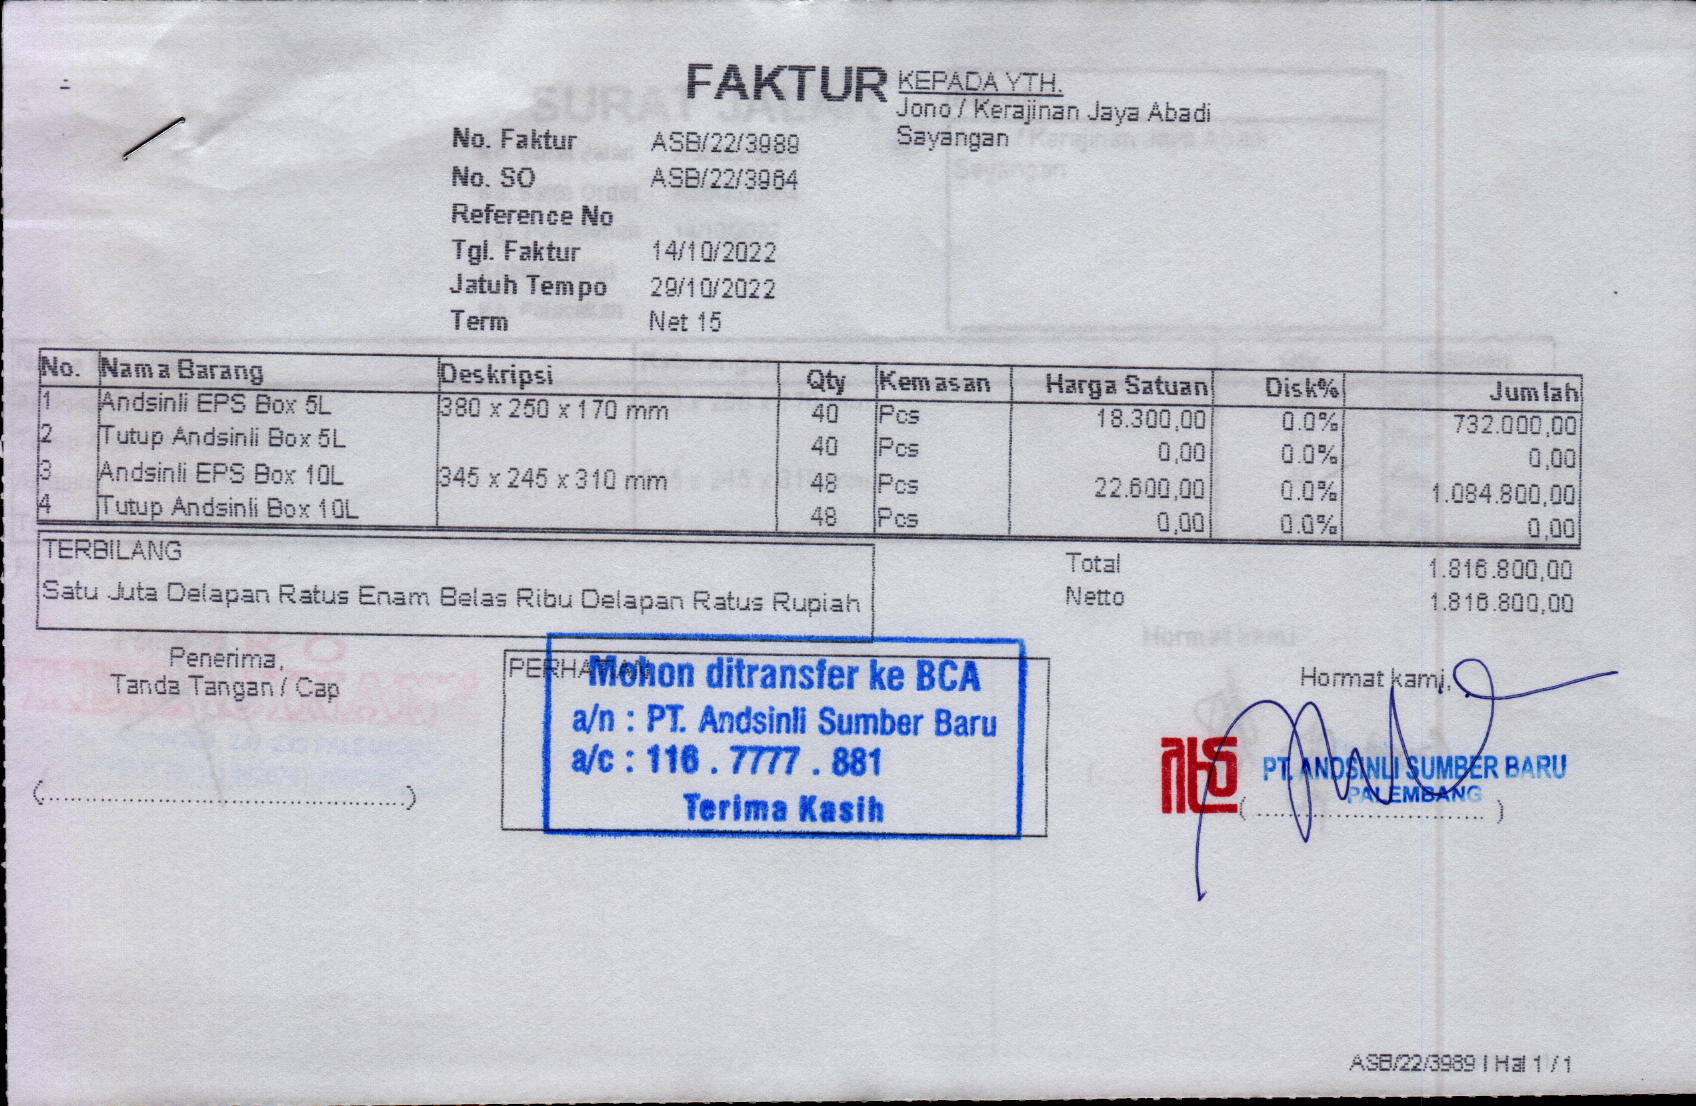 FAKTUR
KEPADA YTH.
Jono / Kerajinan Jaya Abadi
Sayangan
No. Faktur ASB/22/3989
No. SO ASB/22/3964
Reference No
Tgl. Faktur 14/10/2022
Jatuh Tempo 29/10/2022
Term Net 15
No. Nama Barang Deskripsi Qty Kemasan Harga Satuan Disk% Jumlah
1 Andsinli EPS Box 5L 380 x 250 x 170 mm 40 Pcs 18.300,00 0.0% 732.000,00
2 Tutup Andsinli Box 5L 40 Pcs 0,00 0.0% 0,00
3 Andsinli EPS Box 10L 345 x 245 x 310 mm 48 Pcs 22.600,00 0.0% 1.084.800,00
4 Tutup Andsinli Box 10L 48 Pcs 0,00 0.0% 0,00
TERBILANG
Satu Juta Delapan Ratus Enam Belas Ribu Delapan Ratus Rupiah
Total 1.816.800,00
Netto 1.816.800,00
Penerima,
Tanda Tangan / Cap
(................................................)
PERHATIAN
Mohon ditransfer ke BCA
a/n : PT. Andsinli Sumber Baru
a/c : 116 . 7777 . 881
Terima Kasih
Hormat kami,
PT. ANDSINLI SUMBER BARU
PALEMBANG
(................................)
ASB/22/3989 | Hal 1 / 1